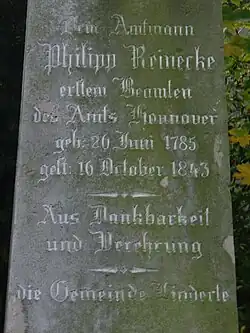 Dem Amtmann
Philipp Reinecke
erstem Beamten
des Amts Hannover
geb. 26 Juni 1785
gest. 16 October 1843
Aus Dankbarkeit
und Verehrung
die Gemeinde Linderte